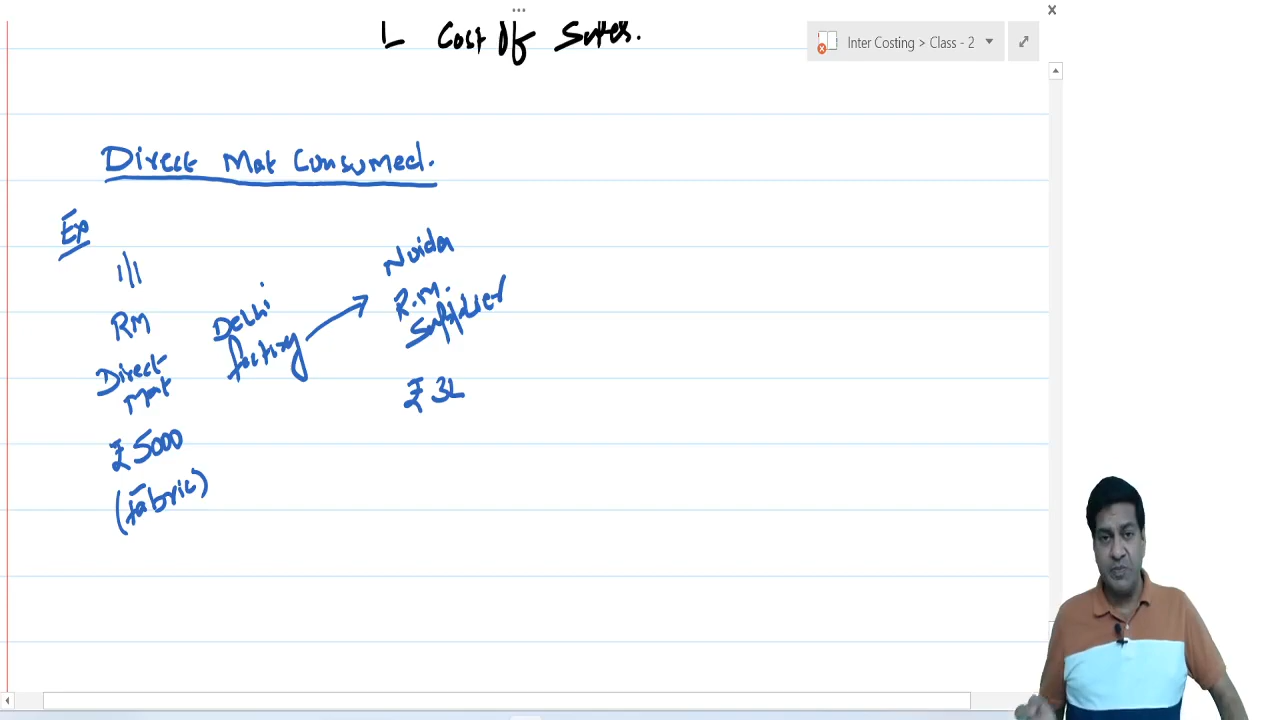 Cost Of Sales.
Inter Costing > Class - 2
Direct Mat Consumed.
Ex
1/1
RM
Direct
Mat
₹5000
(fabric)
Delhi
factory
Noida
R.M.
Supplier
₹3L